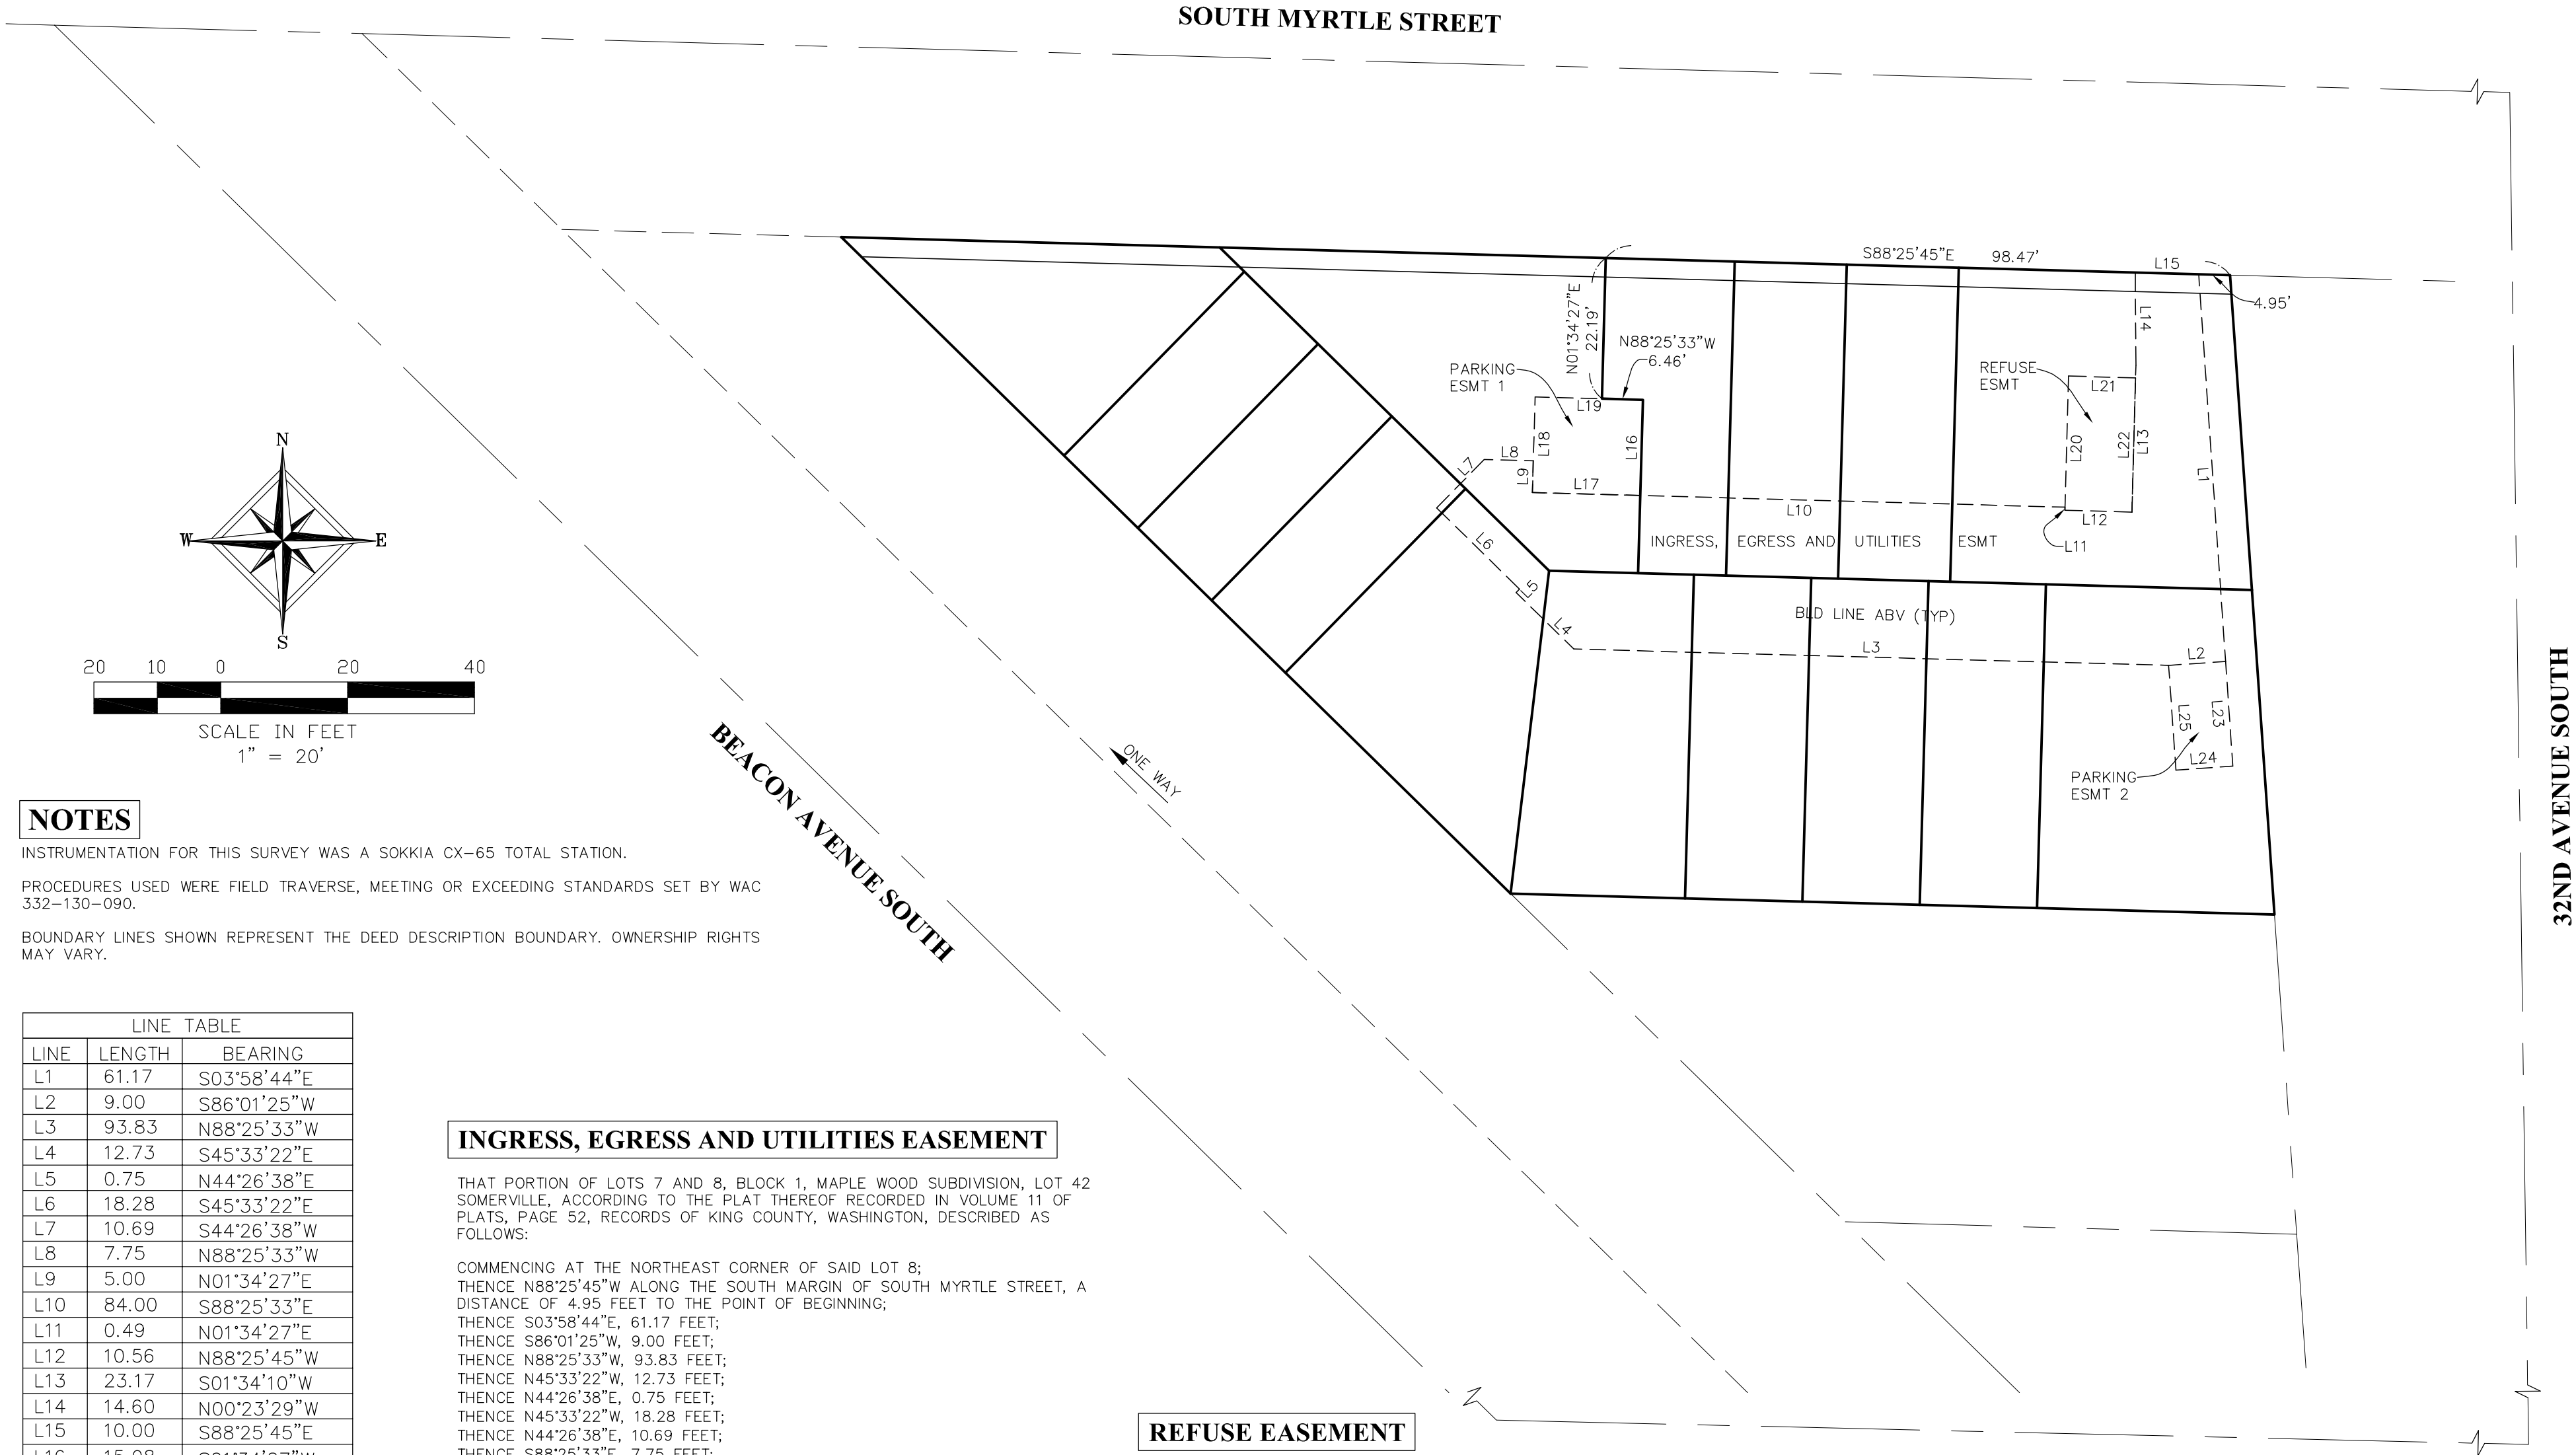 SOUTH MYRTLE STREET
S88°25'45"E 98.47'
L15
4.95'
L14
N01°34'27"E
22.19'
N88°25'33"W
6.46'
PARKING
ESMT 1
REFUSE
ESMT
L21
L19
L18
L16
L20
L22
L13
L1
L8
L7
L9
L17
L10
L12
L11
L6
INGRESS, EGRESS AND UTILITIES ESMT
L5
L4
BLD LINE ABV (TYP)
L3
L2
L25
L23
L24
PARKING
ESMT 2
32ND AVENUE SOUTH
BEACON AVENUE SOUTH
ONE WAY
N
W
E
S
20 10 0 20 40
SCALE IN FEET
1" = 20'
NOTES
INSTRUMENTATION FOR THIS SURVEY WAS A SOKKIA CX-65 TOTAL STATION.
PROCEDURES USED WERE FIELD TRAVERSE, MEETING OR EXCEEDING STANDARDS SET BY WAC
332-130-090.
BOUNDARY LINES SHOWN REPRESENT THE DEED DESCRIPTION BOUNDARY. OWNERSHIP RIGHTS
MAY VARY.
LINE TABLE
LINE LENGTH BEARING
L1 61.17 S03°58'44"E
L2 9.00 S86°01'25"W
L3 93.83 N88°25'33"W
L4 12.73 S45°33'22"E
L5 0.75 N44°26'38"E
L6 18.28 S45°33'22"E
L7 10.69 S44°26'38"W
L8 7.75 N88°25'33"W
L9 5.00 N01°34'27"E
L10 84.00 S88°25'33"E
L11 0.49 N01°34'27"E
L12 10.56 N88°25'45"W
L13 23.17 S01°34'10"W
L14 14.60 N00°23'29"W
L15 10.00 S88°25'45"E
L16 15.08 S01°34'27"W
INGRESS, EGRESS AND UTILITIES EASEMENT
THAT PORTION OF LOTS 7 AND 8, BLOCK 1, MAPLE WOOD SUBDIVISION, LOT 42
SOMERVILLE, ACCORDING TO THE PLAT THEREOF RECORDED IN VOLUME 11 OF
PLATS, PAGE 52, RECORDS OF KING COUNTY, WASHINGTON, DESCRIBED AS
FOLLOWS:
COMMENCING AT THE NORTHEAST CORNER OF SAID LOT 8;
THENCE N88°25'45"W ALONG THE SOUTH MARGIN OF SOUTH MYRTLE STREET, A
DISTANCE OF 4.95 FEET TO THE POINT OF BEGINNING;
THENCE S03°58'44"E, 61.17 FEET;
THENCE S86°01'25"W, 9.00 FEET;
THENCE N88°25'33"W, 93.83 FEET;
THENCE N45°33'22"W, 12.73 FEET;
THENCE N44°26'38"E, 0.75 FEET;
THENCE N45°33'22"W, 18.28 FEET;
THENCE N44°26'38"E, 10.69 FEET;
THENCE S88°25'33"E, 7.75 FEET;
REFUSE EASEMENT